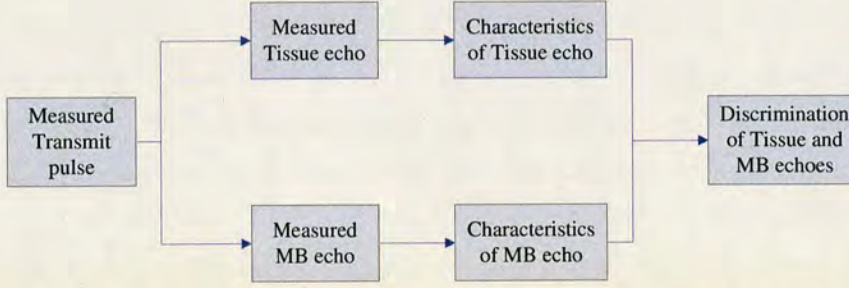 Measured
Transmit
pulse
Measured
Tissue echo
Characteristics
of Tissue echo
Measured
MB echo
Characteristics
of MB echo
Discrimination
of Tissue and
MB echoes